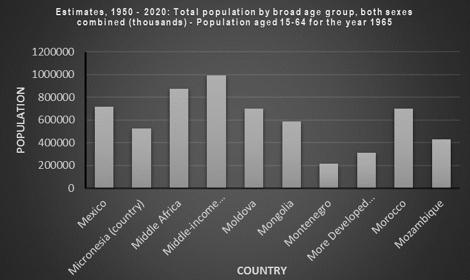 Estimates, 1950 - 2020: Total population by broad age group, both sexes
combined (thousands) - Population aged 15-64 for the year 1965
1200000
1000000
800000
600000
400000
200000
0
POPULATION
Mexico
Micronesia (country)
Middle Africa
Middle-income...
Moldova
Mongolia
Montenegro
More Developed...
Morocco
Mozambique
COUNTRY